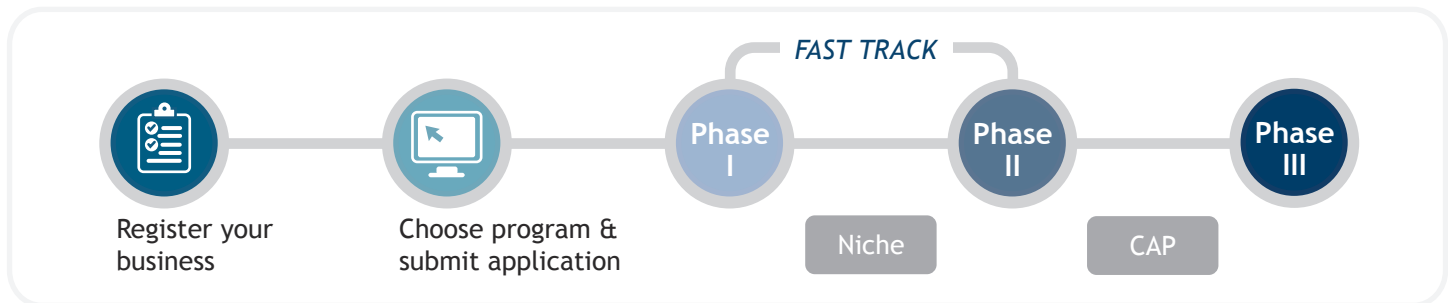 FAST TRACK
Phase
I
Phase
II
Phase
III
Register your
business
Choose program &
submit application
Niche
CAP